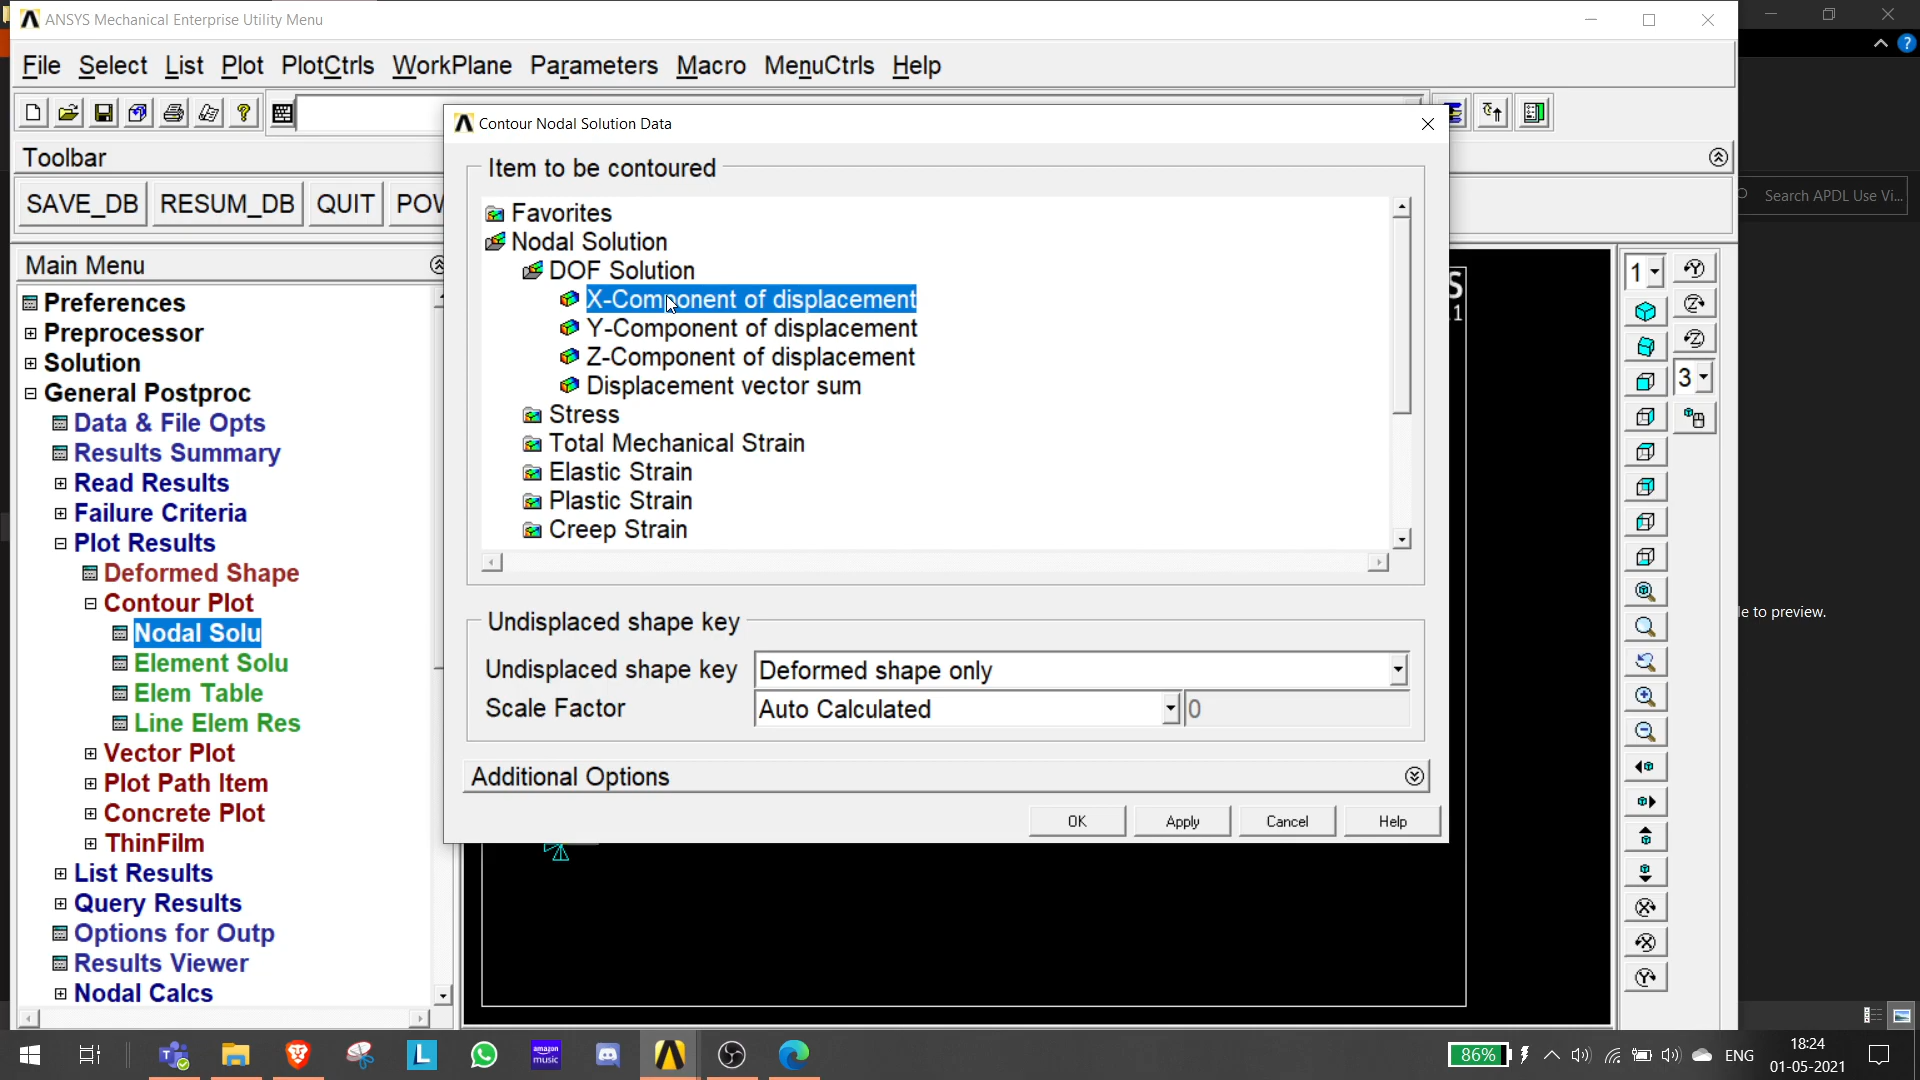 ANSYS Mechanical Enterprise Utility Menu
File Select List Plot PlotCtrls WorkPlane Parameters Macro MenuCtrls Help
Contour Nodal Solution Data
Toolbar
SAVE_DB RESUM_DB QUIT
Search APDL Use Vi...
Main Menu
Preferences
Preprocessor
Solution
General Postproc
Data & File Opts
Results Summary
Read Results
Failure Criteria
Plot Results
Deformed Shape
Contour Plot
Nodal Solu
Element Solu
Elem Table
Line Elem Res
Vector Plot
Plot Path Item
Concrete Plot
ThinFilm
List Results
Query Results
Options for Outp
Results Viewer
Nodal Calcs
Item to be contoured
Favorites
Nodal Solution
DOF Solution
X-Component of displacement
Y-Component of displacement
Z-Component of displacement
Displacement vector sum
Stress
Total Mechanical Strain
Elastic Strain
Plastic Strain
Creep Strain
Undisplaced shape key
Undisplaced shape key Deformed shape only
Scale Factor Auto Calculated 0
Additional Options
OK Apply Cancel Help
1
3
to preview.
86% ENG
18:24
01-05-2021
amazon music